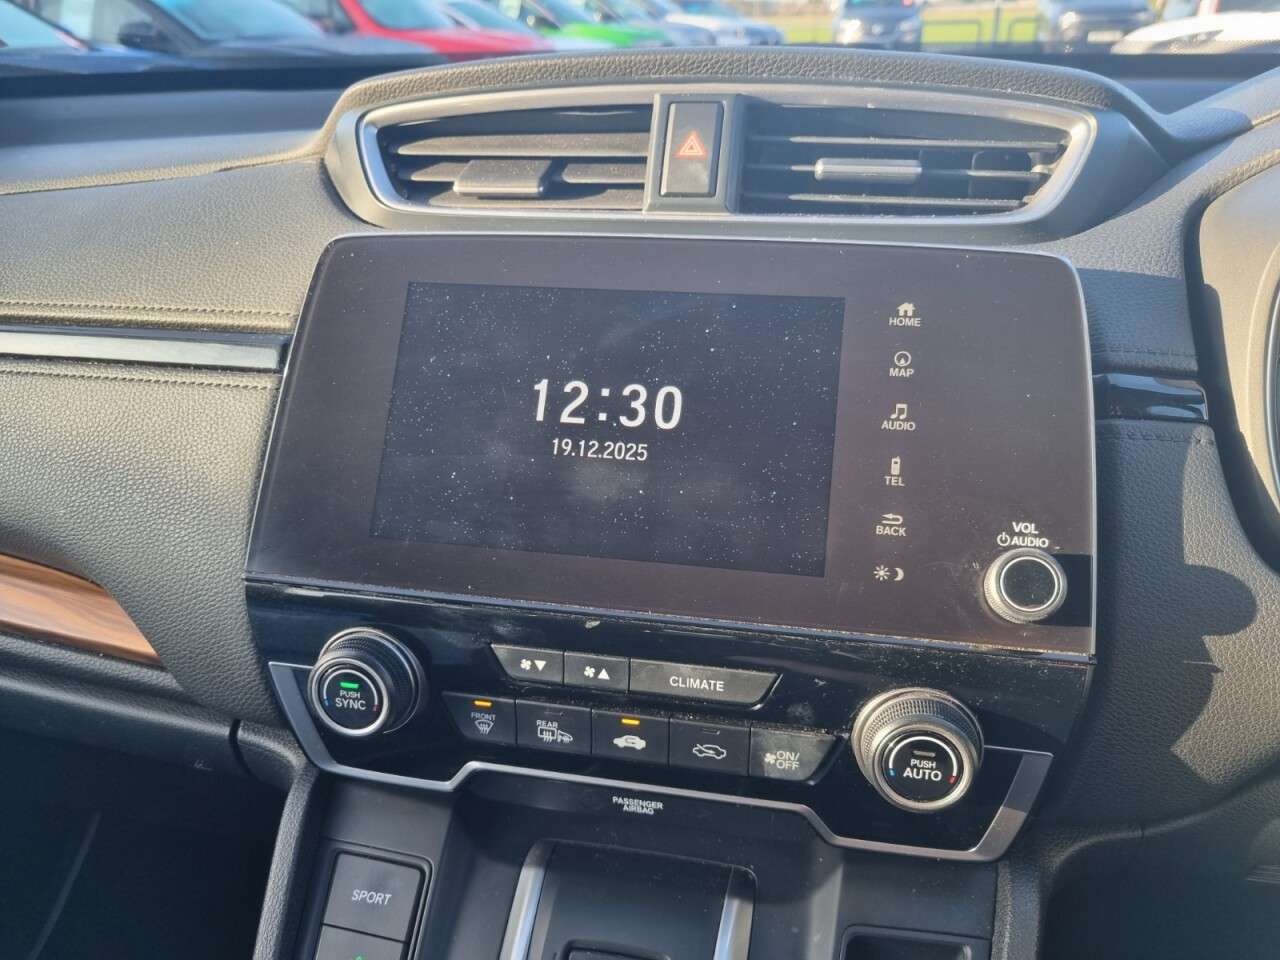 12:30
19.12.2025
HOME
MAP
AUDIO
TEL
BACK
VOL
AUDIO
CLIMATE
PUSH
SYNC
FRONT
REAR
ON/
OFF
PUSH
AUTO
PASSENGER
AIRBAG
SPORT